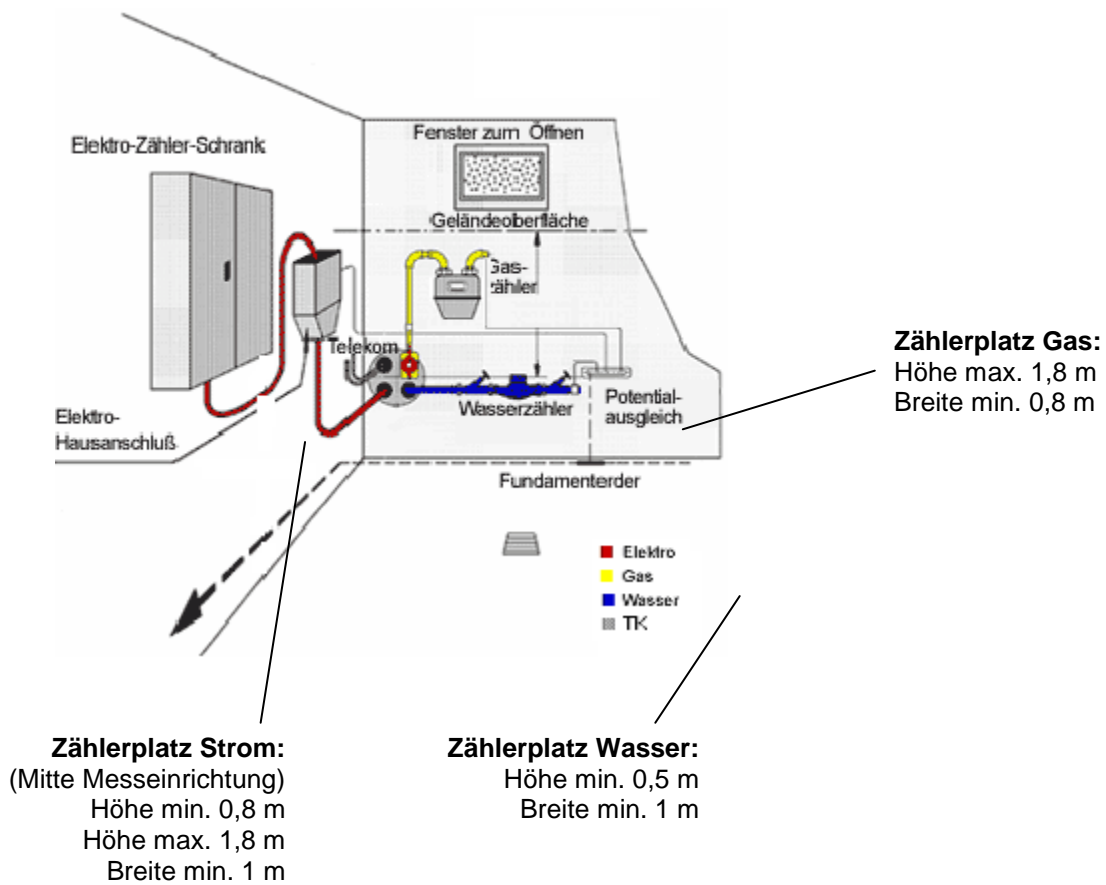 Fenster zum Öffnen
Elektro-Zähler-Schrank
Geländeoberfläche
Gas-
zähler
Telekom
Zählerplatz Gas:
Höhe max. 1,8 m
Breite min. 0,8 m
Wasserzähler
Potential-
ausgleich
Elektro-
Hausanschluß
Fundamenterder
Elektro
Gas
Wasser
TK
Zählerplatz Strom:
(Mitte Messeinrichtung)
Höhe min. 0,8 m
Höhe max. 1,8 m
Breite min. 1 m
Zählerplatz Wasser:
Höhe min. 0,5 m
Breite min. 1 m